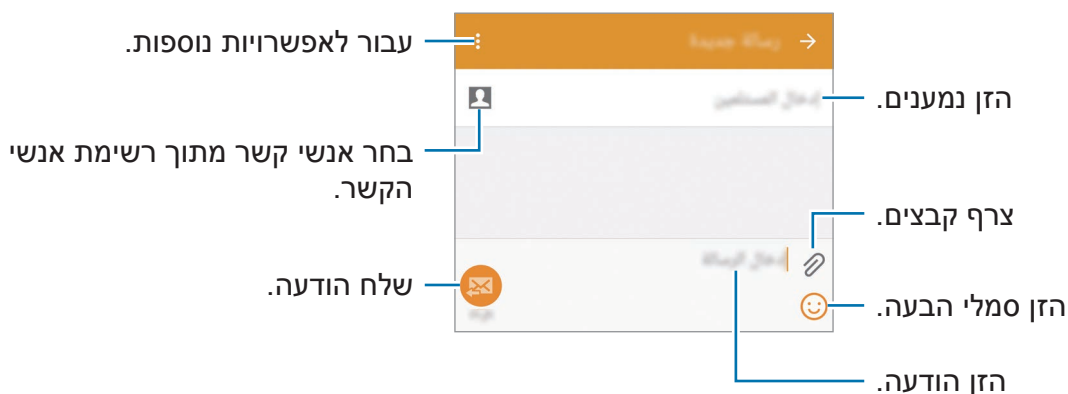 עבור לאפשרויות נוספות.
הזן נמענים.
בחר אנשי קשר מתוך רשימת אנשי
הקשר.
צרף קבצים.
שלח הודעה.
הזן סמלי הבעה.
הזן הודעה.